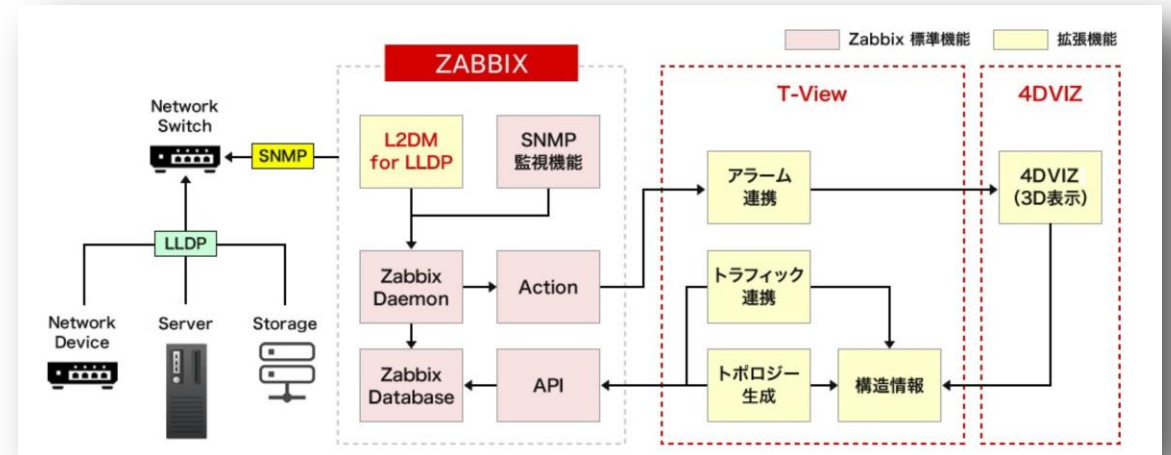 Zabbix 標準機能
拡張機能
ZABBIX
T-View
4DVIZ
Network
Switch
SNMP
L2DM
for LLDP
SNMP
監視機能
アラーム
連携
4DVIZ
(3D表示)
LLDP
Zabbix
Daemon
Action
トラフィック
連携
Network
Device
Server
Storage
Zabbix
Database
API
トポロジー
生成
構造情報